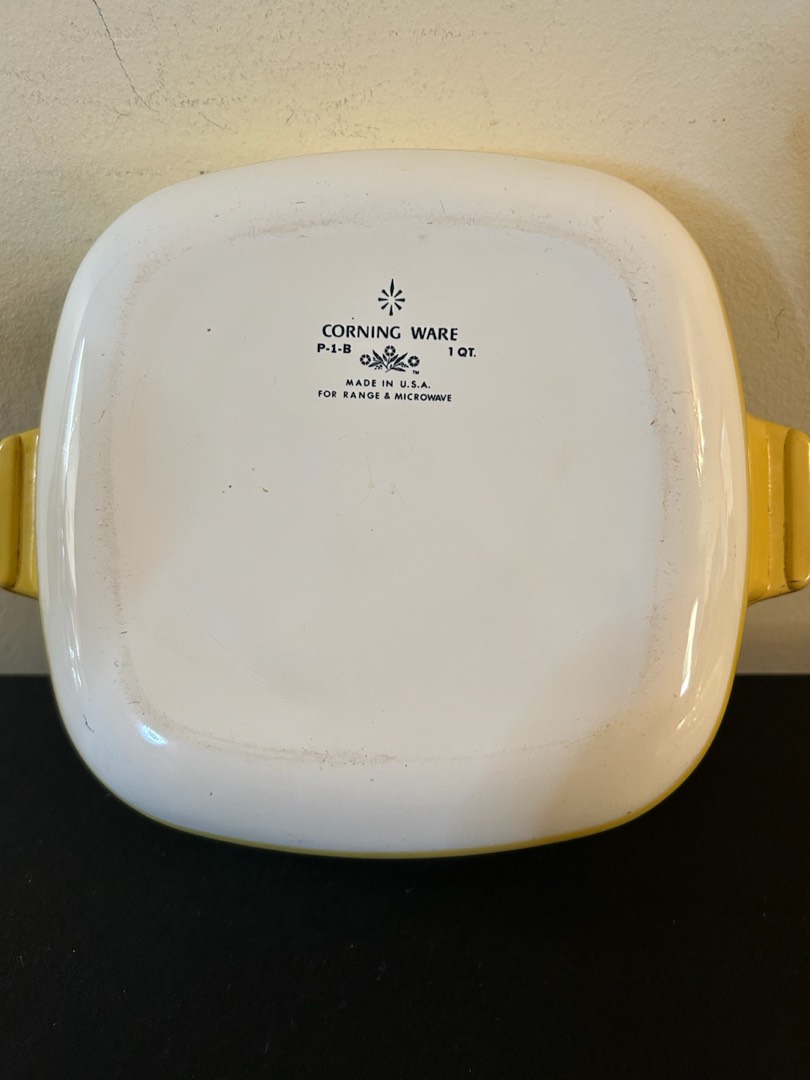 CORNING WARE
P-1-B 1 QT.
TM
MADE IN U.S.A.
FOR RANGE & MICROWAVE